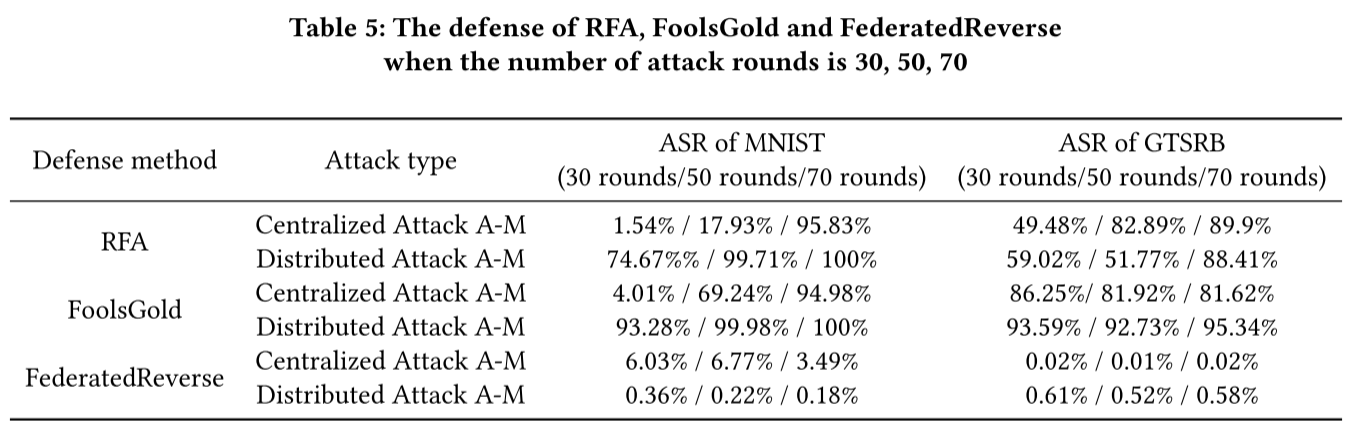 Table 5: The defense of RFA, FoolsGold and FederatedReverse
when the number of attack rounds is 30, 50, 70
Defense method Attack type ASR of MNIST (30 rounds/50 rounds/70 rounds) ASR of GTSRB (30 rounds/50 rounds/70 rounds)
RFA Centralized Attack A-M 1.54% / 17.93% / 95.83% 49.48% / 82.89% / 89.9%
Distributed Attack A-M 74.67%% / 99.71% / 100% 59.02% / 51.77% / 88.41%
FoolsGold Centralized Attack A-M 4.01% / 69.24% / 94.98% 86.25%/ 81.92% / 81.62%
Distributed Attack A-M 93.28% / 99.98% / 100% 93.59% / 92.73% / 95.34%
FederatedReverse Centralized Attack A-M 6.03% / 6.77% / 3.49% 0.02% / 0.01% / 0.02%
Distributed Attack A-M 0.36% / 0.22% / 0.18% 0.61% / 0.52% / 0.58%